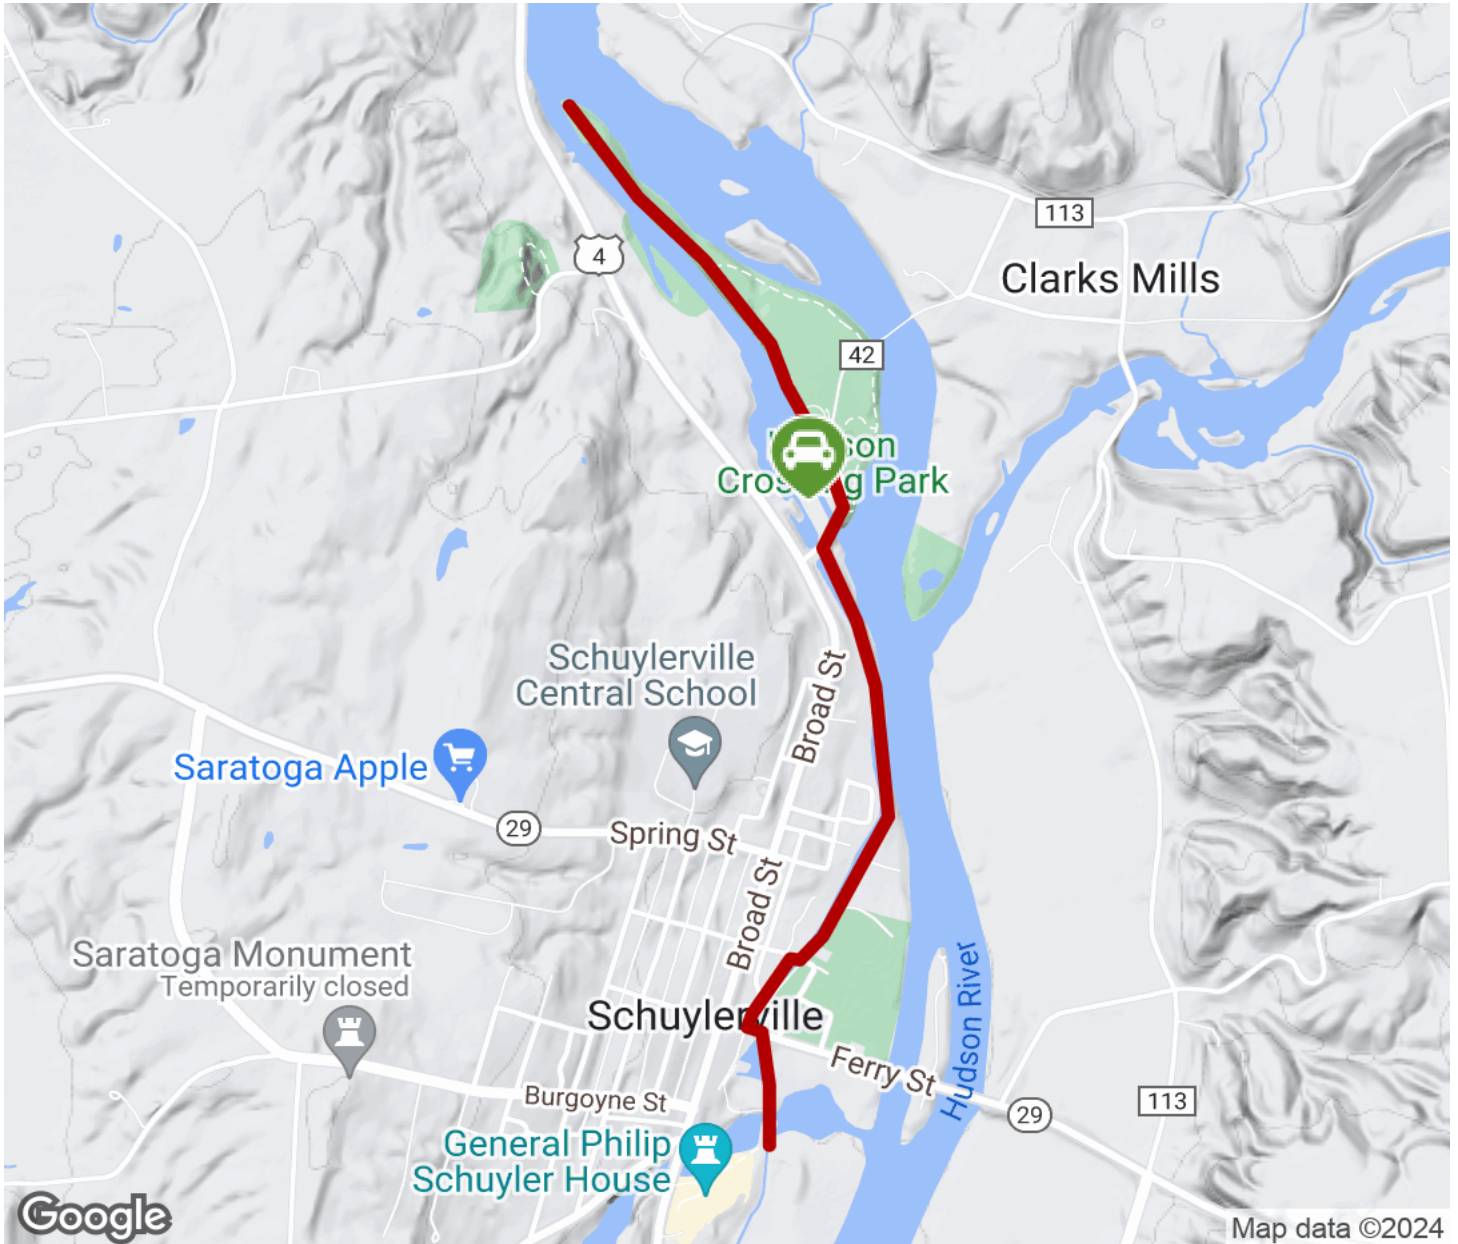 113
4
Clarks Mills
42
Crossing Park
Schuylerville
Central School
Broad St
Saratoga Apple
29
Spring St
Broad St
Saratoga Monument
Temporarily closed
Hudson River
Schuylerville
Ferry St
Burgoyne St
113
29
General Philip
Schuyler House
Google
Map data ©2024